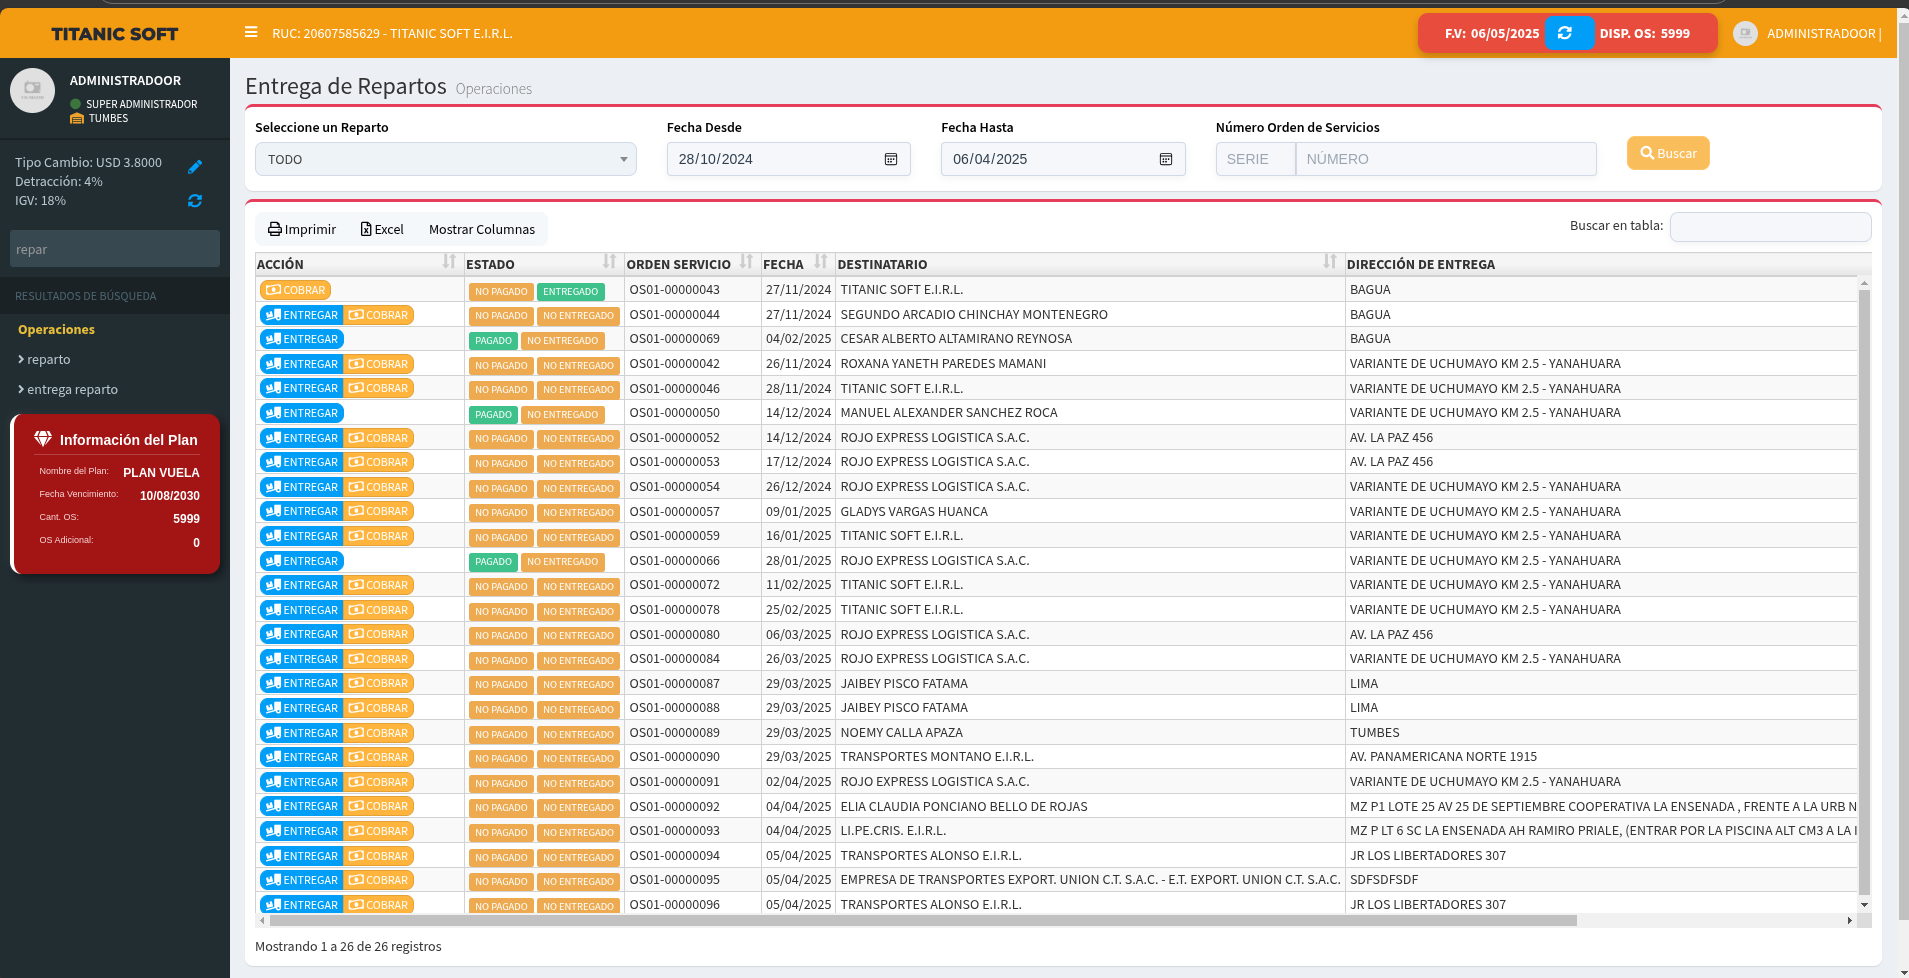 TITANIC SOFT
RUC: 20607585629 - TITANIC SOFT E.I.R.L.
F.V: 06/05/2025 DISP. OS: 5999
ADMINISTRADOOR |
ADMINISTRADOOR
SUPER ADMINISTRADOR
TUMBES
Tipo Cambio: USD 3.8000
Detracción: 4%
IGV: 18%
repar
RESULTADOS DE BÚSQUEDA
Operaciones
reparto
entrega reparto
Información del Plan
Nombre del Plan: PLAN VUELA
Fecha Vencimiento: 10/08/2030
Cant. OS: 5999
OS Adicional: 0
Entrega de Repartos Operaciones
Seleccione un Reparto Fecha Desde Fecha Hasta Número Orden de Servicios
TODO 28/10/2024 06/04/2025 SERIE NÚMERO Buscar
Imprimir Excel Mostrar Columnas Buscar en tabla:
ACCIÓN ESTADO ORDEN SERVICIO FECHA DESTINATARIO DIRECCIÓN DE ENTREGA
COBRAR NO PAGADO ENTREGADO OS01-00000043 27/11/2024 TITANIC SOFT E.I.R.L. BAGUA
ENTREGAR COBRAR NO PAGADO NO ENTREGADO OS01-00000044 27/11/2024 SEGUNDO ARCADIO CHINCHAY MONTENEGRO BAGUA
ENTREGAR PAGADO NO ENTREGADO OS01-00000069 04/02/2025 CESAR ALBERTO ALTAMIRANO REYNOSA BAGUA
ENTREGAR COBRAR NO PAGADO NO ENTREGADO OS01-00000042 26/11/2024 ROXANA YANETH PAREDES MAMANI VARIANTE DE UCHUMAYO KM 2.5 - YANAHUARA
ENTREGAR COBRAR NO PAGADO NO ENTREGADO OS01-00000046 28/11/2024 TITANIC SOFT E.I.R.L. VARIANTE DE UCHUMAYO KM 2.5 - YANAHUARA
ENTREGAR PAGADO NO ENTREGADO OS01-00000050 14/12/2024 MANUEL ALEXANDER SANCHEZ ROCA VARIANTE DE UCHUMAYO KM 2.5 - YANAHUARA
ENTREGAR COBRAR NO PAGADO NO ENTREGADO OS01-00000052 14/12/2024 ROJO EXPRESS LOGISTICA S.A.C. AV. LA PAZ 456
ENTREGAR COBRAR NO PAGADO NO ENTREGADO OS01-00000053 17/12/2024 ROJO EXPRESS LOGISTICA S.A.C. AV. LA PAZ 456
ENTREGAR COBRAR NO PAGADO NO ENTREGADO OS01-00000054 26/12/2024 ROJO EXPRESS LOGISTICA S.A.C. VARIANTE DE UCHUMAYO KM 2.5 - YANAHUARA
ENTREGAR COBRAR NO PAGADO NO ENTREGADO OS01-00000057 09/01/2025 GLADYS VARGAS HUANCA VARIANTE DE UCHUMAYO KM 2.5 - YANAHUARA
ENTREGAR COBRAR NO PAGADO NO ENTREGADO OS01-00000059 16/01/2025 TITANIC SOFT E.I.R.L. VARIANTE DE UCHUMAYO KM 2.5 - YANAHUARA
ENTREGAR PAGADO NO ENTREGADO OS01-00000066 28/01/2025 ROJO EXPRESS LOGISTICA S.A.C. VARIANTE DE UCHUMAYO KM 2.5 - YANAHUARA
ENTREGAR COBRAR NO PAGADO NO ENTREGADO OS01-00000072 11/02/2025 TITANIC SOFT E.I.R.L. VARIANTE DE UCHUMAYO KM 2.5 - YANAHUARA
ENTREGAR COBRAR NO PAGADO NO ENTREGADO OS01-00000078 25/02/2025 TITANIC SOFT E.I.R.L. VARIANTE DE UCHUMAYO KM 2.5 - YANAHUARA
ENTREGAR COBRAR NO PAGADO NO ENTREGADO OS01-00000080 06/03/2025 ROJO EXPRESS LOGISTICA S.A.C. AV. LA PAZ 456
ENTREGAR COBRAR NO PAGADO NO ENTREGADO OS01-00000084 26/03/2025 ROJO EXPRESS LOGISTICA S.A.C. VARIANTE DE UCHUMAYO KM 2.5 - YANAHUARA
ENTREGAR COBRAR NO PAGADO NO ENTREGADO OS01-00000087 29/03/2025 JAIBEY PISCO FATAMA LIMA
ENTREGAR COBRAR NO PAGADO NO ENTREGADO OS01-00000088 29/03/2025 JAIBEY PISCO FATAMA LIMA
ENTREGAR COBRAR NO PAGADO NO ENTREGADO OS01-00000089 29/03/2025 NOEMY CALLA APAZA TUMBES
ENTREGAR COBRAR NO PAGADO NO ENTREGADO OS01-00000090 29/03/2025 TRANSPORTES MONTANO E.I.R.L. AV. PANAMERICANA NORTE 1915
ENTREGAR COBRAR NO PAGADO NO ENTREGADO OS01-00000091 02/04/2025 ROJO EXPRESS LOGISTICA S.A.C. VARIANTE DE UCHUMAYO KM 2.5 - YANAHUARA
ENTREGAR COBRAR NO PAGADO NO ENTREGADO OS01-00000092 04/04/2025 ELIA CLAUDIA PONCIANO BELLO DE ROJAS MZ P1 LOTE 25 AV 25 DE SEPTIEMBRE COOPERATIVA LA ENSENADA , FRENTE A LA URB N
ENTREGAR COBRAR NO PAGADO NO ENTREGADO OS01-00000093 04/04/2025 LI.PE.CRIS. E.I.R.L. MZ P LT 6 SC LA ENSENADA AH RAMIRO PRIALE, (ENTRAR POR LA PISCINA ALT CM3 A LA
ENTREGAR COBRAR NO PAGADO NO ENTREGADO OS01-00000094 05/04/2025 TRANSPORTES ALONSO E.I.R.L. JR LOS LIBERTADORES 307
ENTREGAR COBRAR NO PAGADO NO ENTREGADO OS01-00000095 05/04/2025 EMPRESA DE TRANSPORTES EXPORT. UNION C.T. S.A.C. - E.T. EXPORT. UNION C.T. S.A.C. SDFSDFSDF
ENTREGAR COBRAR NO PAGADO NO ENTREGADO OS01-00000096 05/04/2025 TRANSPORTES ALONSO E.I.R.L. JR LOS LIBERTADORES 307
Mostrando 1 a 26 de 26 registros